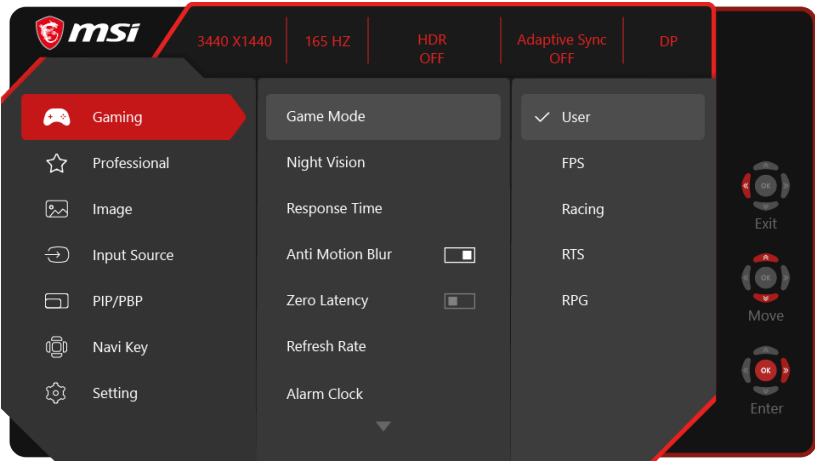 msi
3440 X1440
165 HZ
HDR
OFF
Adaptive Sync
OFF
DP
Gaming
Professional
Image
Input Source
PIP/PBP
Navi Key
Setting
Game Mode
Night Vision
Response Time
Anti Motion Blur
Zero Latency
Refresh Rate
Alarm Clock
User
FPS
Racing
RTS
RPG
OK
Exit
OK
Move
OK
Enter